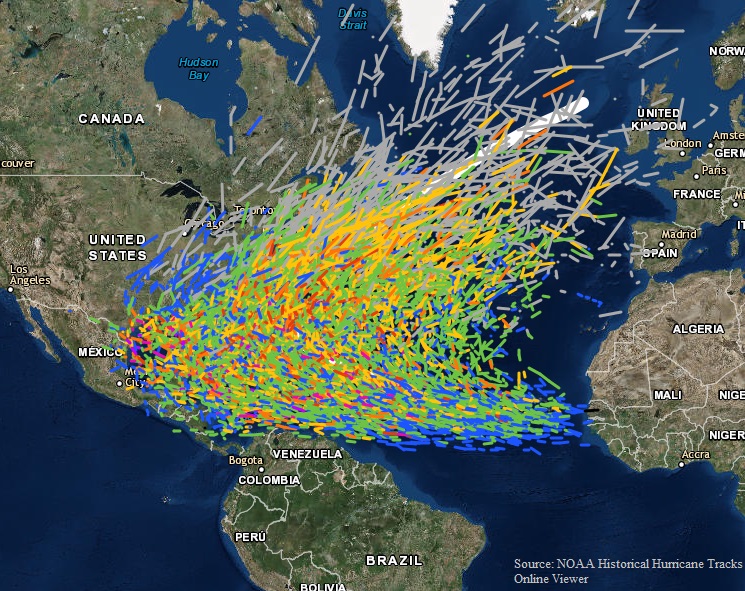 Davis
Strait
Hudson
Bay
NORW
CANADA
UNITED
KINGDOM
Amste
London
GERM
couver
Paris
FRANCE
Mi
Toronto
Chicago
IT
UNITED
STATES
Madrid
SPAIN
Los
Angeles
ALGERIA
MÉXICO
City
MALI
NIGE
NIGER
VENEZUELA
Bogota
Accra
COLOMBIA
PERÚ
BRAZIL
Source: NOAA Historical Hurricane Tracks
Online Viewer
BOLIVIA